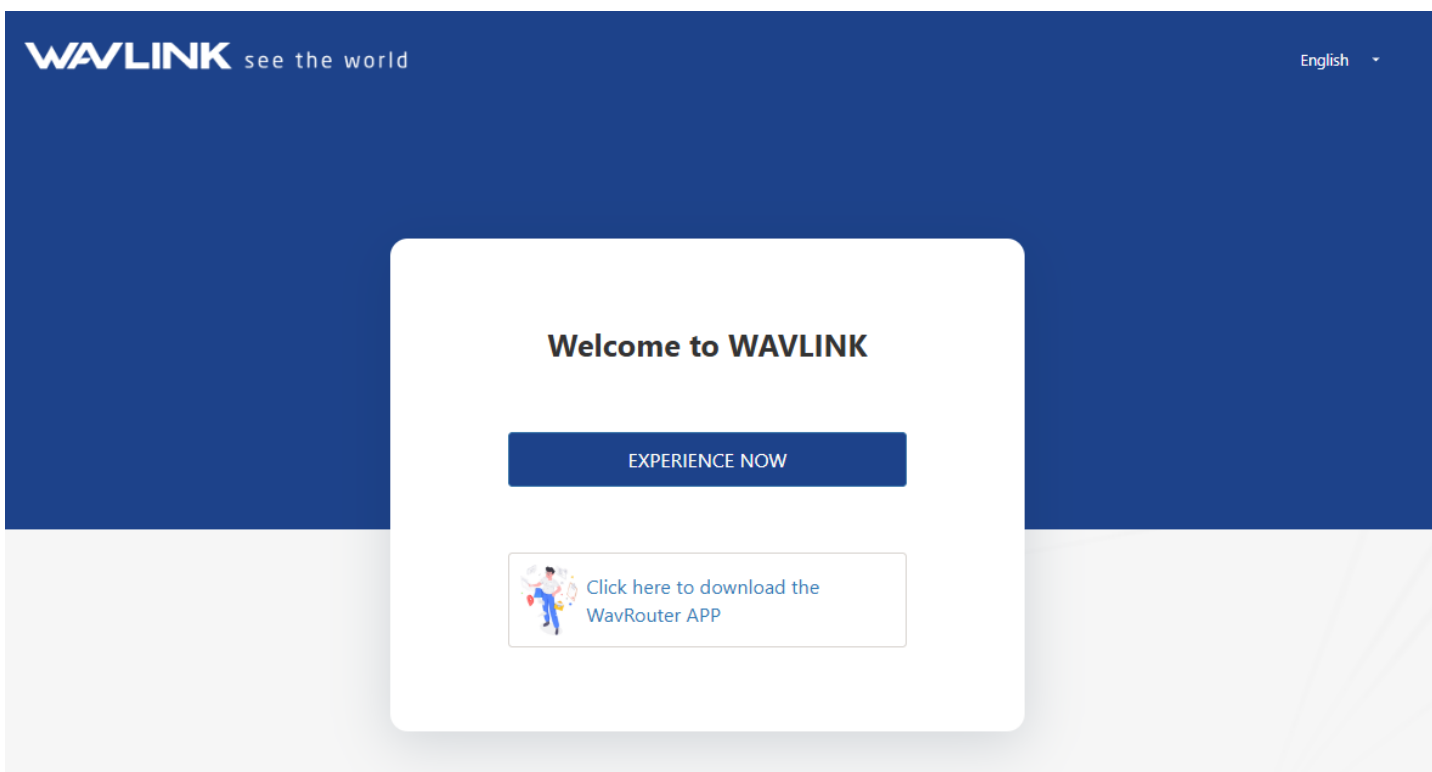 WAVLINK see the world
English
Welcome to WAVLINK
EXPERIENCE NOW
Click here to download the
WavRouter APP